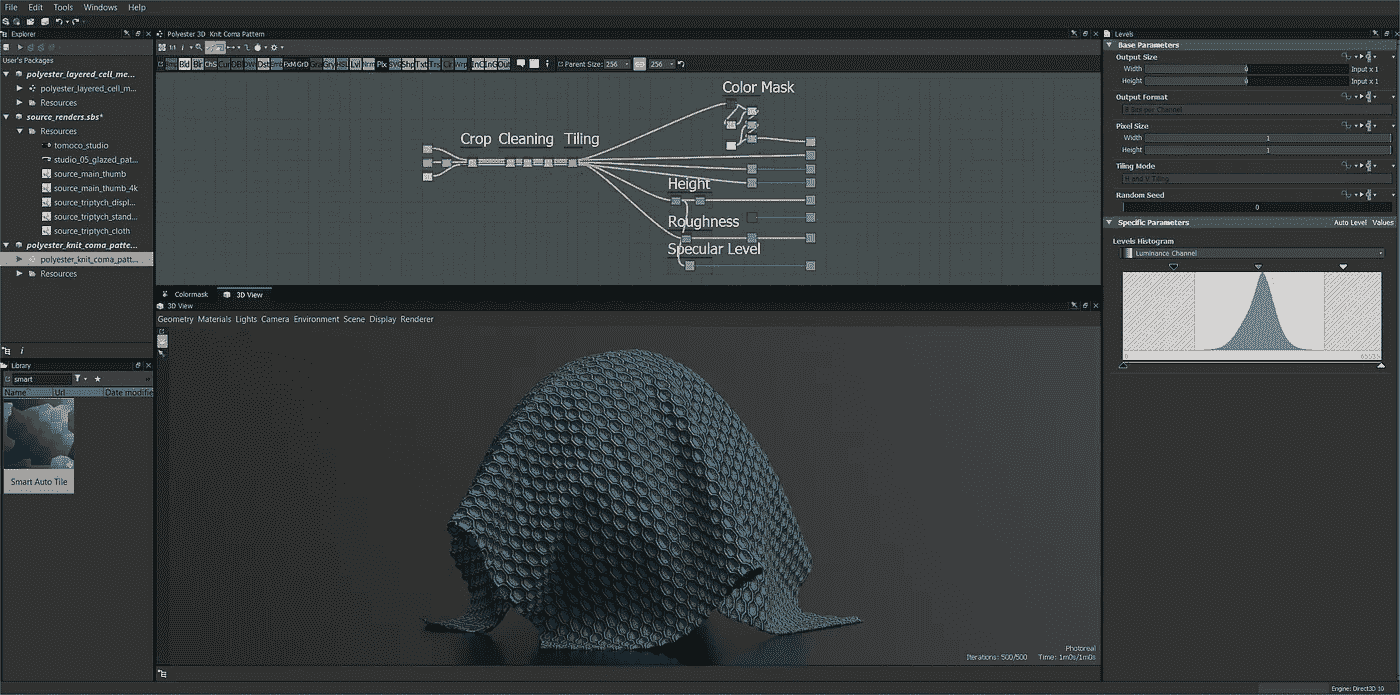 File Edit Tools Windows Help
Explorer
User's Packages
polyester_layered_cell_me...
polyester_layered_cell_m...
Resources
source_renders.sbs*
Resources
tomoco_studio
studio_05_glazed_pat...
source_main_thumb
source_main_thumb_4k
source_triptych_displ...
source_triptych_stand...
source_triptych_cloth
polyester_knit_coma_patte...
polyester_knit_coma_patt...
Resources
Library
smart
Name Url Date modifie
Smart Auto Tile
Polyester 3D Knit Coma Pattern
Parent Size: 256 256
Color Mask
Crop Cleaning Tiling
Height
Roughness
Specular Level
Colormask 3D View
3D View
Geometry Materials Lights Camera Environment Scene Display Renderer
Photoreal
Iterations: 500/500 Time: 1m0s/1m0s
Levels
Base Parameters
Output Size
Width 0 Input x 1
Height 0 Input x 1
Output Format
Pixel Size
Width 1
Height 1
Tiling Mode
H and V Tiling
Random Seed
0
Specific Parameters Auto Level Values
Levels Histogram
Luminance Channel
0 65535
Engine: Direct3D 10